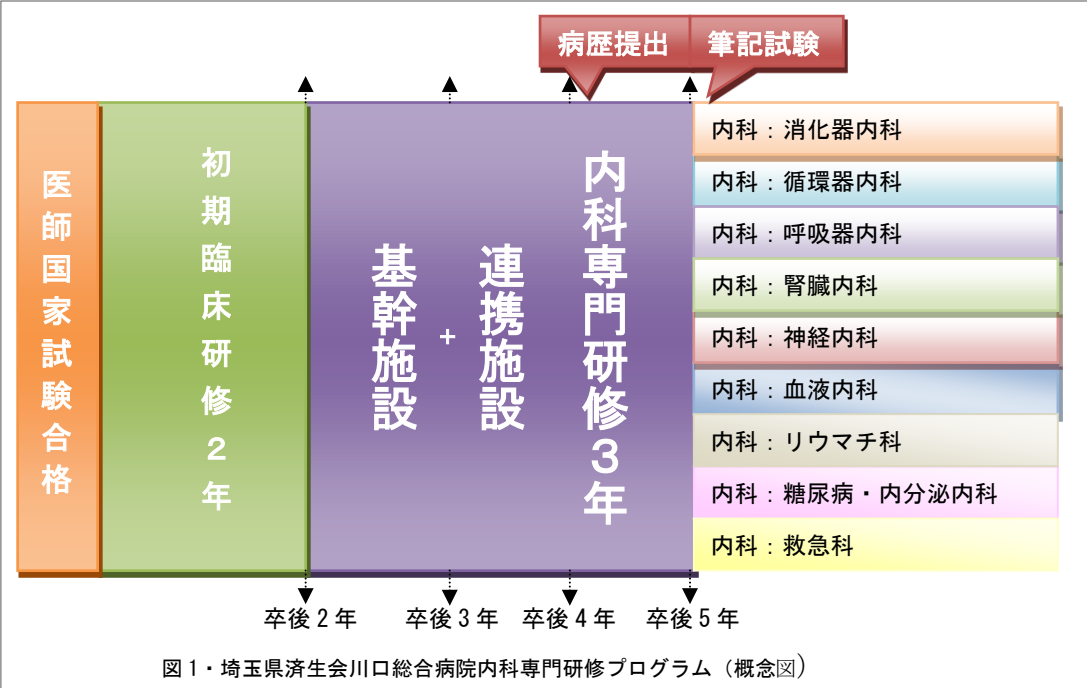 病歴提出
筆記試験
医師国家試験合格
初期臨床研修2年
基幹施設
+
連携施設
内科専門研修3年
内科：消化器内科
内科：循環器内科
内科：呼吸器内科
内科：腎臓内科
内科：神経内科
内科：血液内科
内科：リウマチ科
内科：糖尿病・内分泌内科
内科：救急科
卒後2年
卒後3年
卒後4年
卒後5年
図1・埼玉県済生会川口総合病院内科専門研修プログラム（概念図）